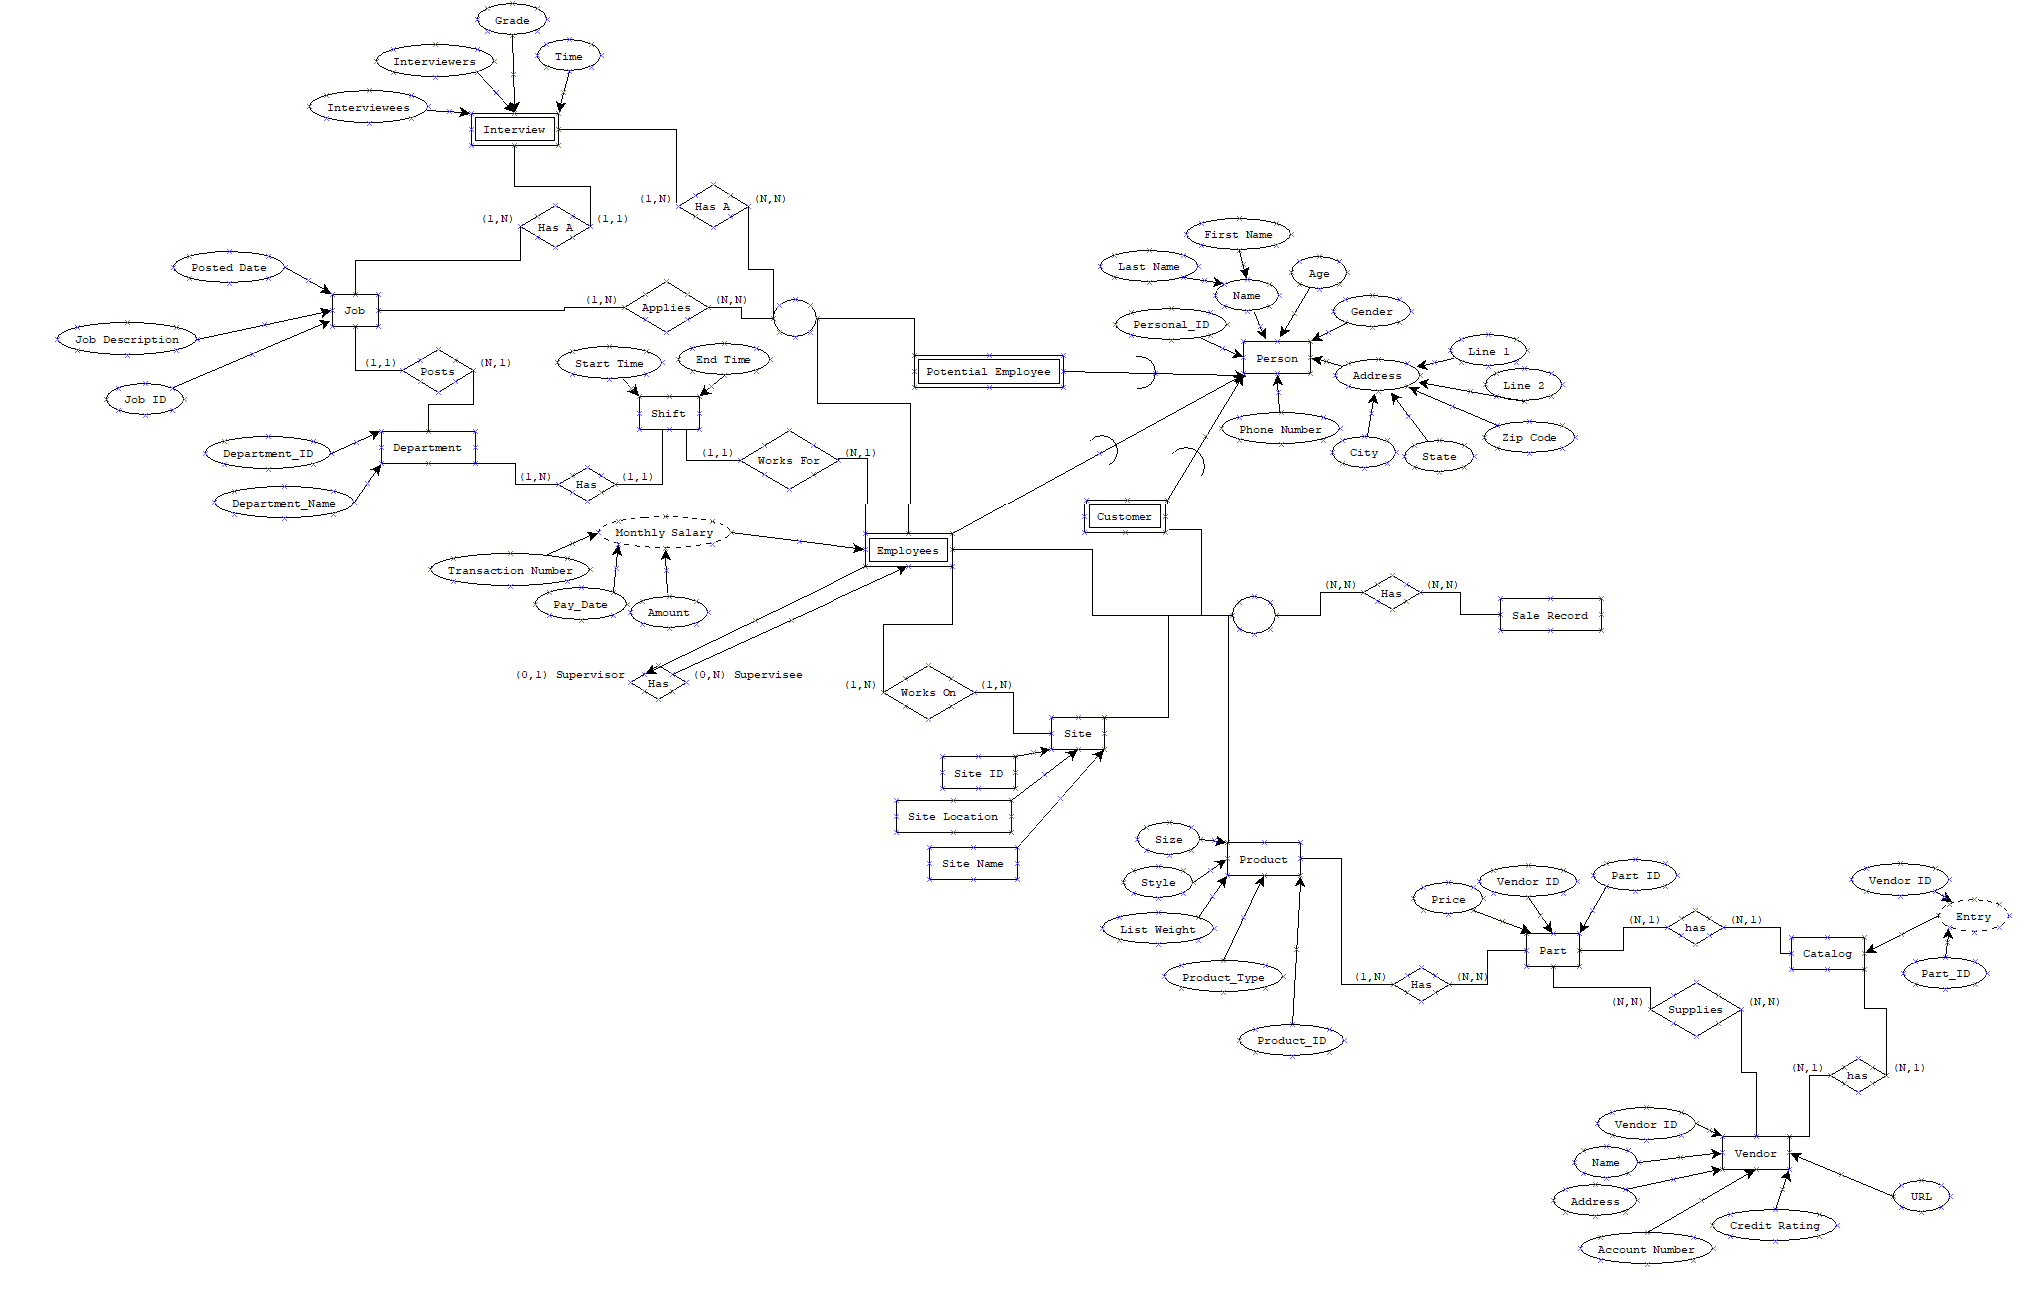 Grade
Time
Interviewers
Interviewees
Interview
(1,N)
Has A
(N,N)
(1,N)
Has A
(1,1)
First Name
Last Name
Age
Name
Gender
Personal_ID
Posted Date
Job
(1,N)
Applies
(N,N)
Job Description
Job ID
(1,1)
Posts
(N,1)
Start Time
End Time
Shift
Potential Employee
Person
Address
Line 1
Line 2
Zip Code
State
City
Phone Number
Department
Department_ID
Department_Name
(1,N)
Has
(1,1)
(1,1)
Works For
(N,1)
Customer
Monthly Salary
Transaction Number
Pay_Date
Amount
Employees
(N,N)
Has
(N,N)
Sale Record
(0,1) Supervisor
Has
(0,N) Supervisee
(1,N)
Works On
(1,N)
Site
Site ID
Site Location
Site Name
Size
Style
List Weight
Product
Product_Type
Product_ID
Price
Vendor ID
Part ID
Part
(N,1)
has
(N,1)
Vendor ID
Entry
Catalog
Part_ID
(1,N)
Has
(N,N)
(N,N)
Supplies
(N,N)
(N,1)
has
(N,1)
Vendor ID
Name
Address
Vendor
Account Number
Credit Rating
URL